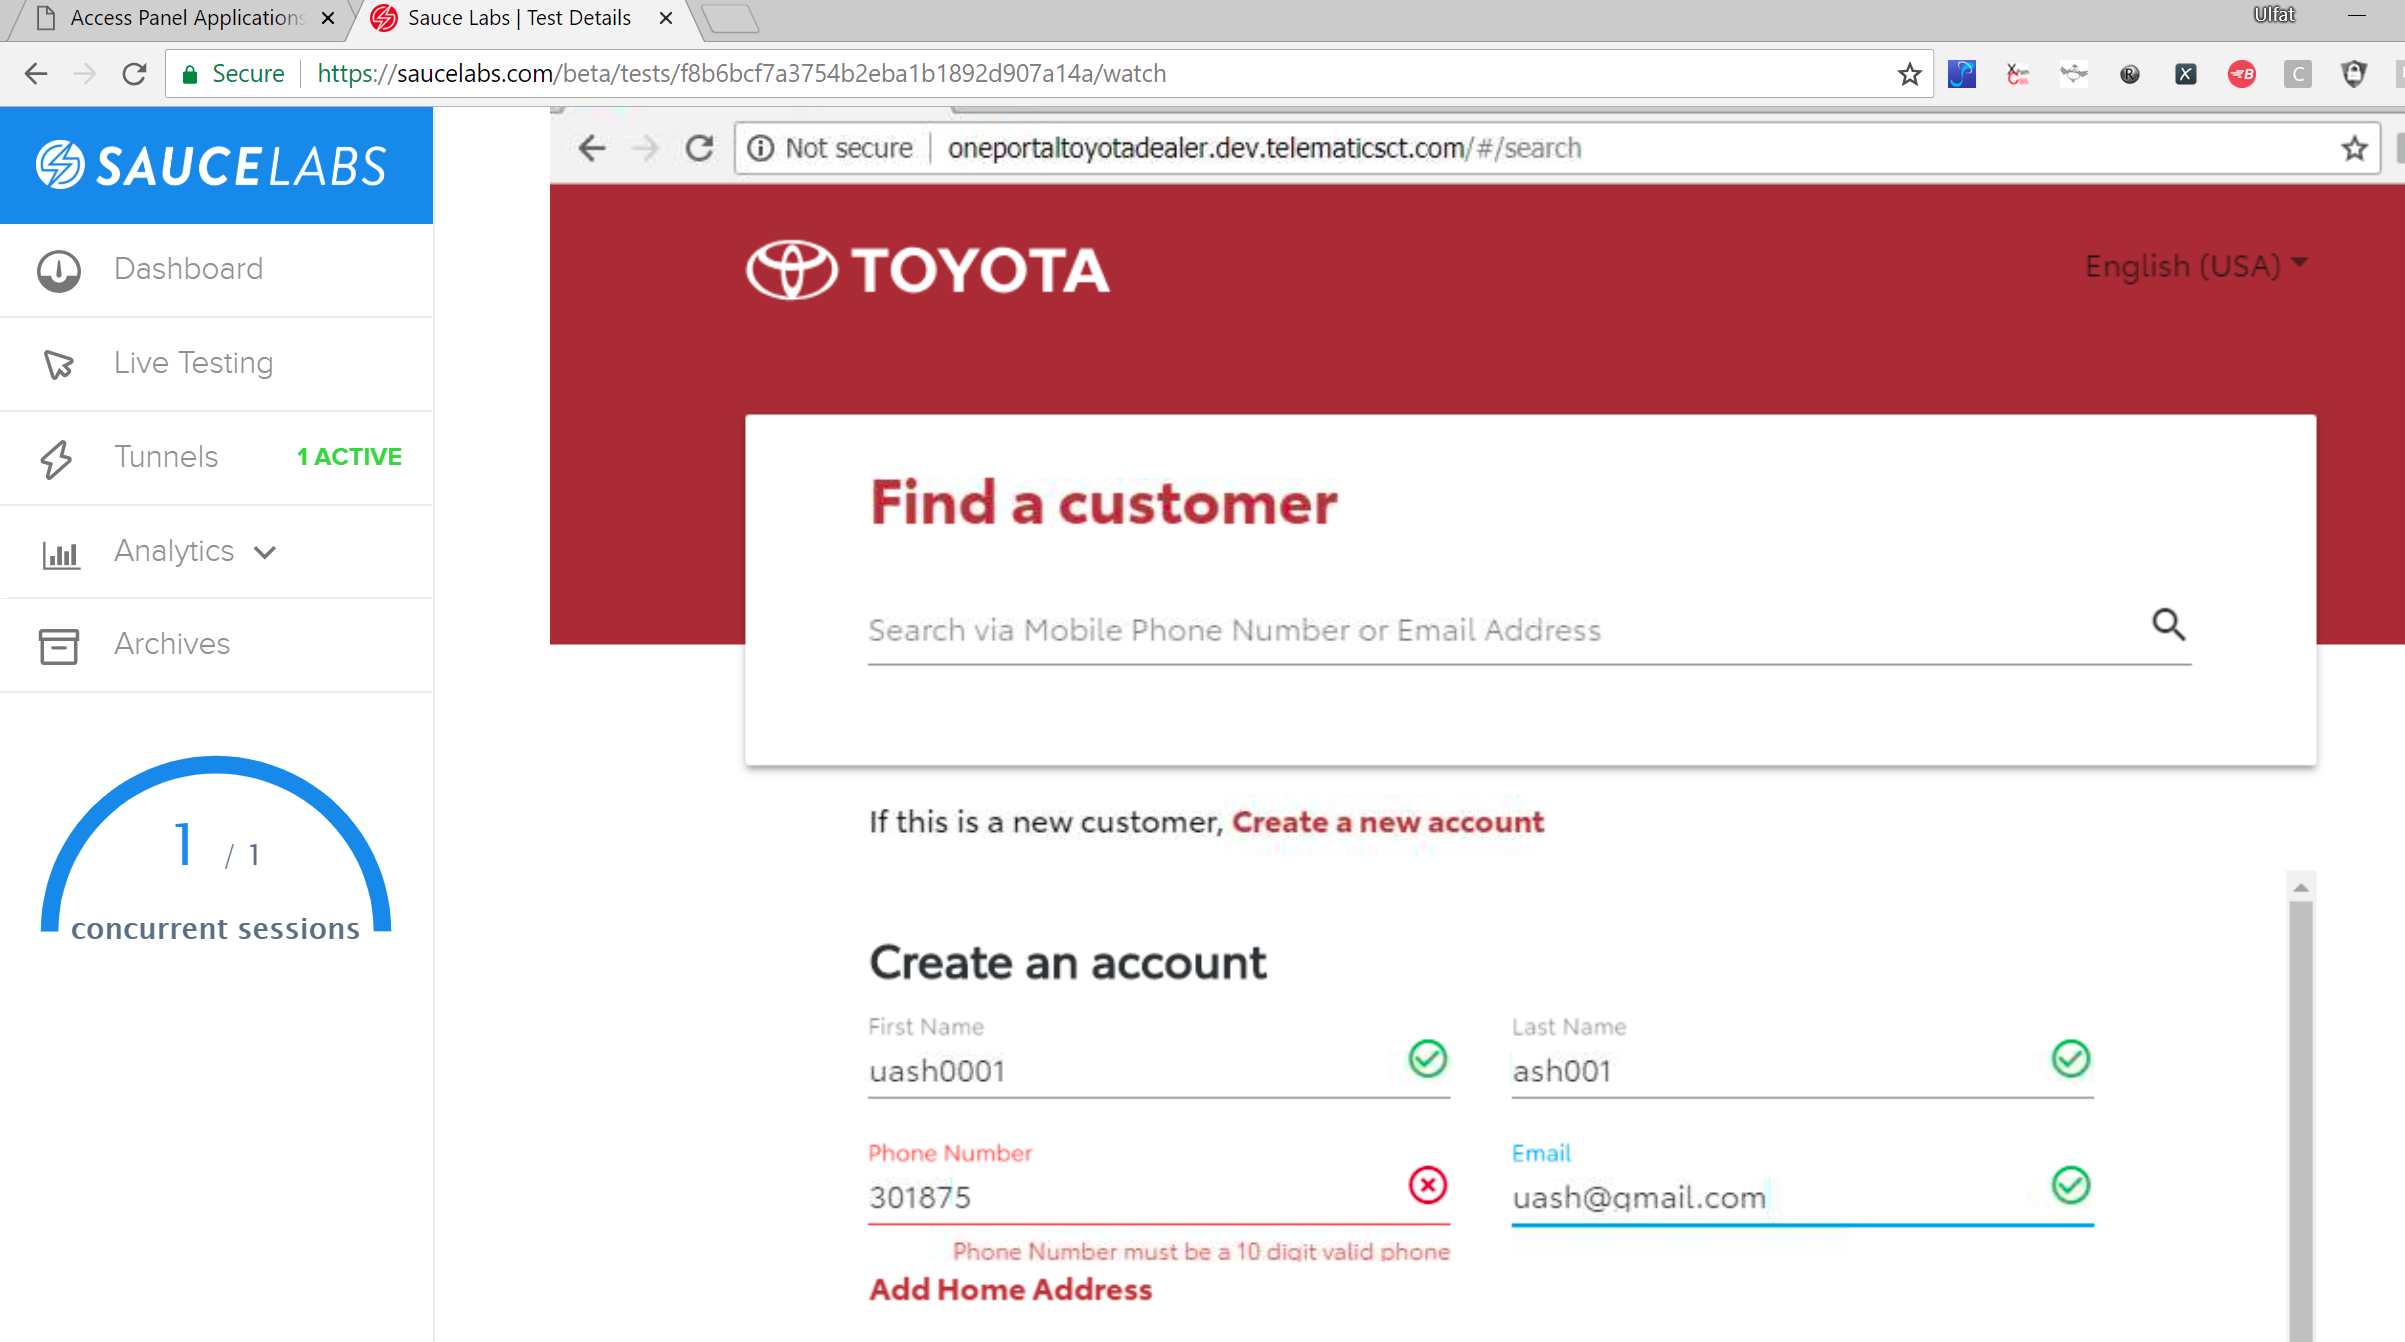 Access Panel Applications
Sauce Labs | Test Details
Ulfat
Secure
https://saucelabs.com/beta/tests/f8b6bcf7a3754b2eba1b1892d907a14a/watch
SAUCELABS
Dashboard
Live Testing
Tunnels
1 ACTIVE
Analytics
Archives
1 / 1
concurrent sessions
Not secure
oneportaltoyotadealer.dev.telematicsct.com/#/search
TOYOTA
English (USA)
Find a customer
Search via Mobile Phone Number or Email Address
If this is a new customer, Create a new account
Create an account
First Name
uash0001
Last Name
ash001
Phone Number
301875
Phone Number must be a 10 digit valid phone
Email
uash@gmail.com
Add Home Address